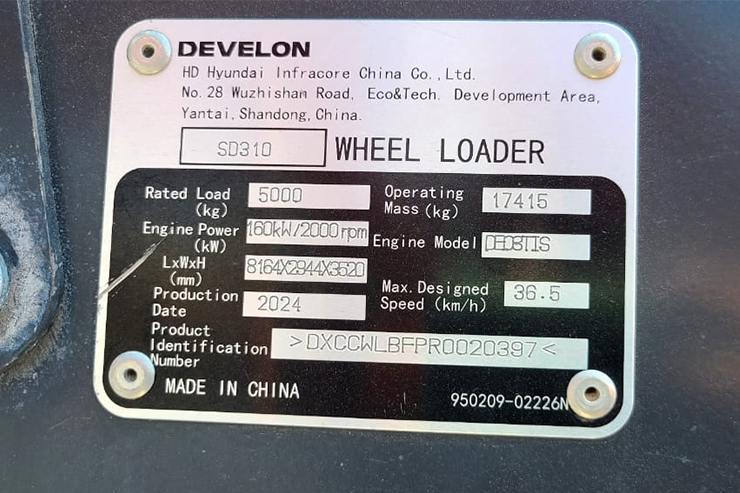 DEVELON
HD Hyundai Infracore China Co.,Ltd.
No.28 Wuzhishan Road, Eco&Tech. Development Area,
Yantai, Shandong, China.
SD310 WHEEL LOADER
Rated Load (kg) 5000 Operating Mass (kg) 17415
Engine Power (kW) 160kW/2000rpm Engine Model DE08TIS
LxWxH (mm) 8164X2944X3520
Production Date 2024 Max. Designed Speed (km/h) 36.5
Product Identification Number >DXCCWLBFPR0020397<
MADE IN CHINA 950209-02226N